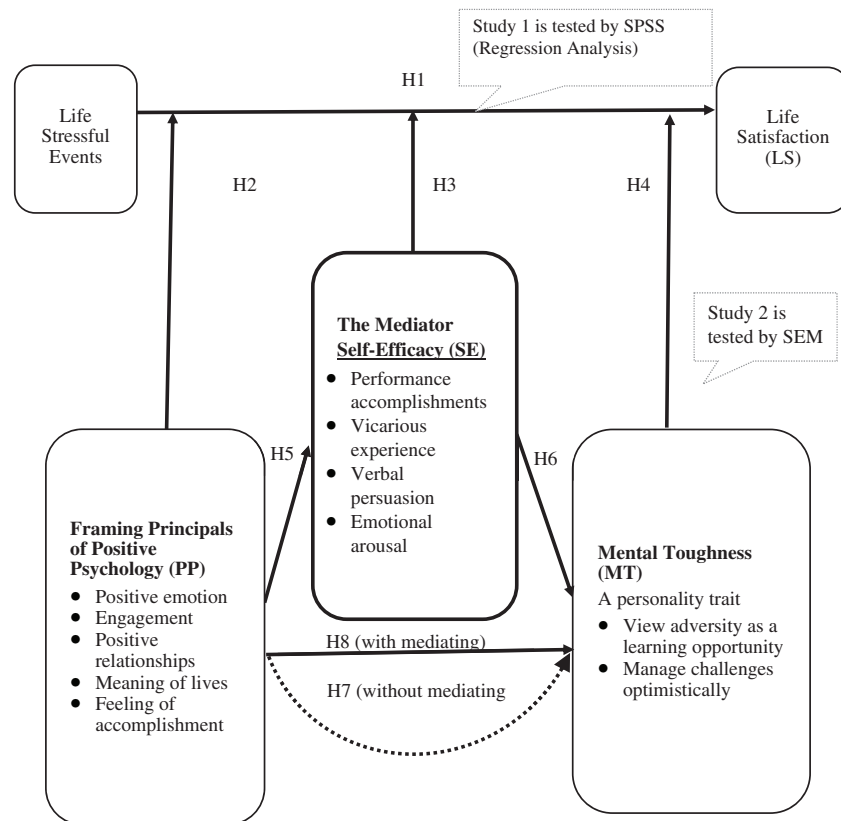 Study 1 is tested by SPSS
(Regression Analysis)
H1
Life
Stressful
Events
Life
Satisfaction
(LS)
H2
H3
H4
The Mediator
Self-Efficacy (SE)
● Performance
accomplishments
● Vicarious
experience
● Verbal
persuasion
● Emotional
arousal
Study 2 is
tested by SEM
H5
H6
Framing Principals
of Positive
Psychology (PP)
● Positive emotion
● Engagement
● Positive
relationships
● Meaning of lives
● Feeling of
accomplishment
Mental Toughness
(MT)
A personality trait
● View adversity as a
learning opportunity
● Manage challenges
optimistically
H8 (with mediating)
H7 (without mediating